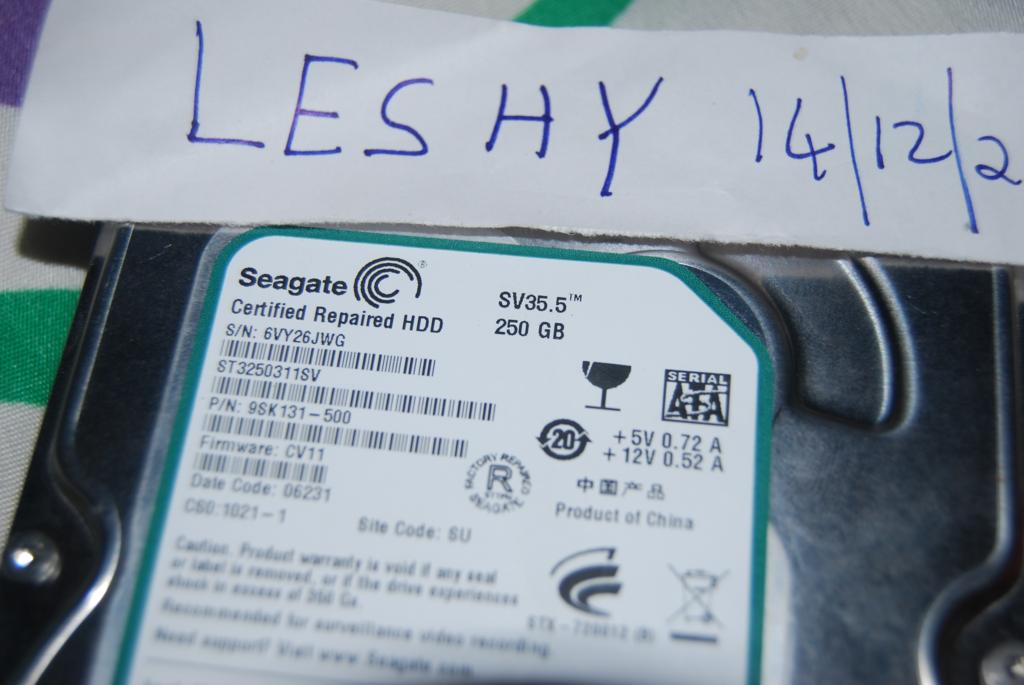 LESHY 14/12/2
Seagate
Certified Repaired HDD
SV35.5™
250 GB
S/N: 6VY26JWG
ST3250311SV
P/N: 9SK131-500
Firmware: CV11
Date Code: 06231
CSO:1021-1
Site Code: SU
SERIAL
ATA
20
+5V 0.72 A
+12V 0.52 A
FACTORY REPAIRED
R
SEAGATE
中国产品
Product of China
Caution. Product warranty is void if any seal
or label is removed, or if the drive experiences
shock in excess of 350 Gs.
Recommended for surveillance video recording.
Need support? Visit www.Seagate.com